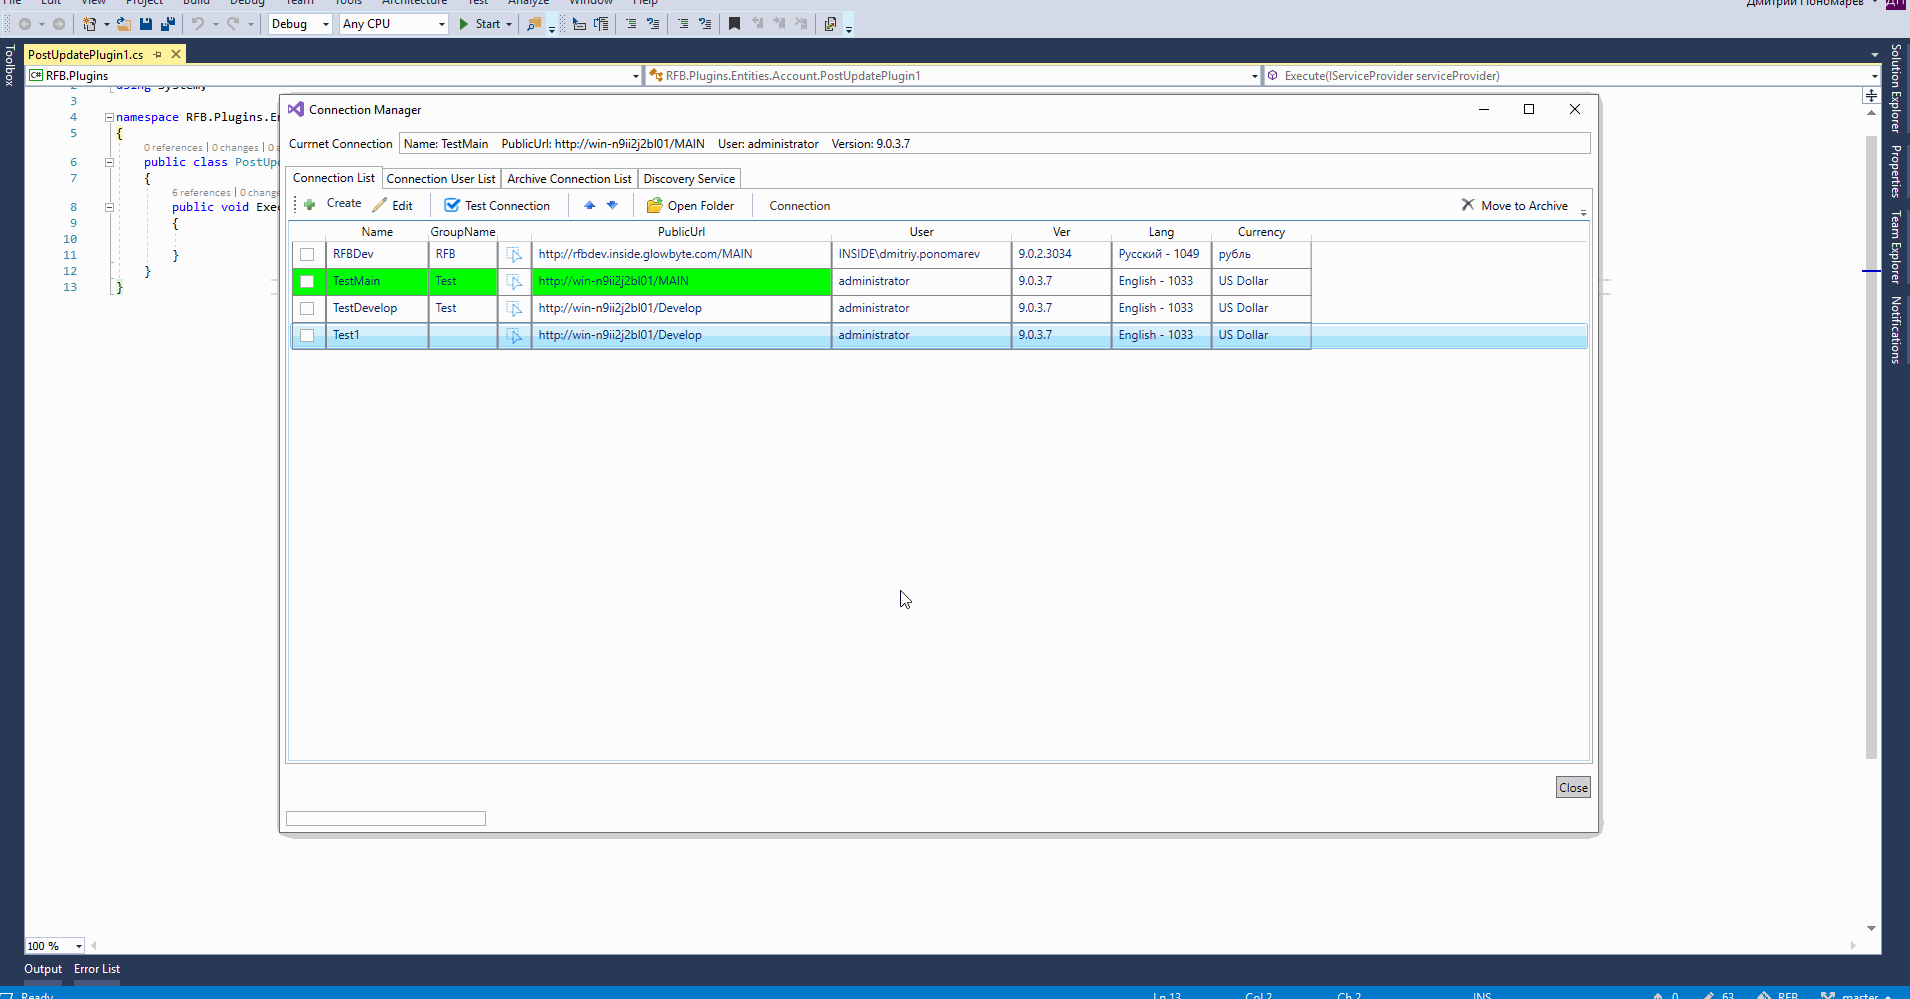 File Edit View Project Build Debug Team Tools Architecture Test Analyze Window Help Дмитрий Пономарев ДП
Debug Any CPU Start
PostUpdatePlugin1.cs
RFB.Plugins RFB.Plugins.Entities.Account.PostUpdatePlugin1 Execute(IServiceProvider serviceProvider)
Toolbox
2 using System;
3
4 namespace RFB.Plugins.En
5 {
0 references | 0 changes | 0
6 public class PostUp
7 {
6 references | 0 change
8 public void Exe
9 {
10
11 }
12 }
13 }
Connection Manager
Currnet Connection Name: TestMain PublicUrl: http://win-n9ii2j2bl01/MAIN User: administrator Version: 9.0.3.7
Connection List Connection User List Archive Connection List Discovery Service
Create Edit Test Connection Open Folder Connection Move to Archive
Name GroupName PublicUrl User Ver Lang Currency
RFBDev RFB http://rfbdev.inside.glowbyte.com/MAIN INSIDE\dmitriy.ponomarev 9.0.2.3034 Русский - 1049 рубль
TestMain Test http://win-n9ii2j2bl01/MAIN administrator 9.0.3.7 English - 1033 US Dollar
TestDevelop Test http://win-n9ii2j2bl01/Develop administrator 9.0.3.7 English - 1033 US Dollar
Test1 http://win-n9ii2j2bl01/Develop administrator 9.0.3.7 English - 1033 US Dollar
Close
Solution Explorer
Properties
Team Explorer
Notifications
100 %
Output Error List
Ready Ln 13 Col 2 Ch 2 INS 0 63 RFB master